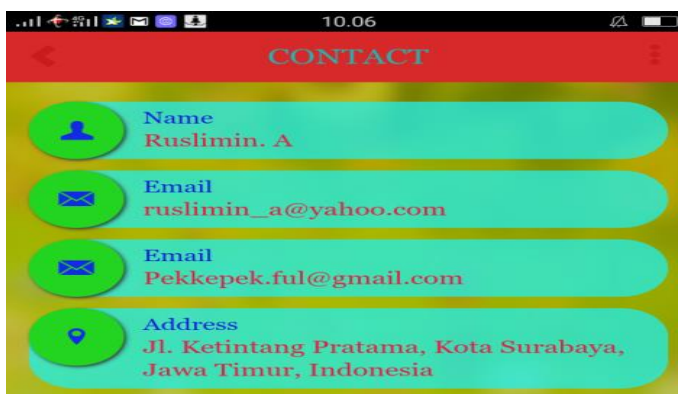 10.06
CONTACT
Name
Ruslimin. A
Email
ruslimin_a@yahoo.com
Email
Pekkepek.ful@gmail.com
Address
Jl. Ketintang Pratama, Kota Surabaya,
Jawa Timur, Indonesia